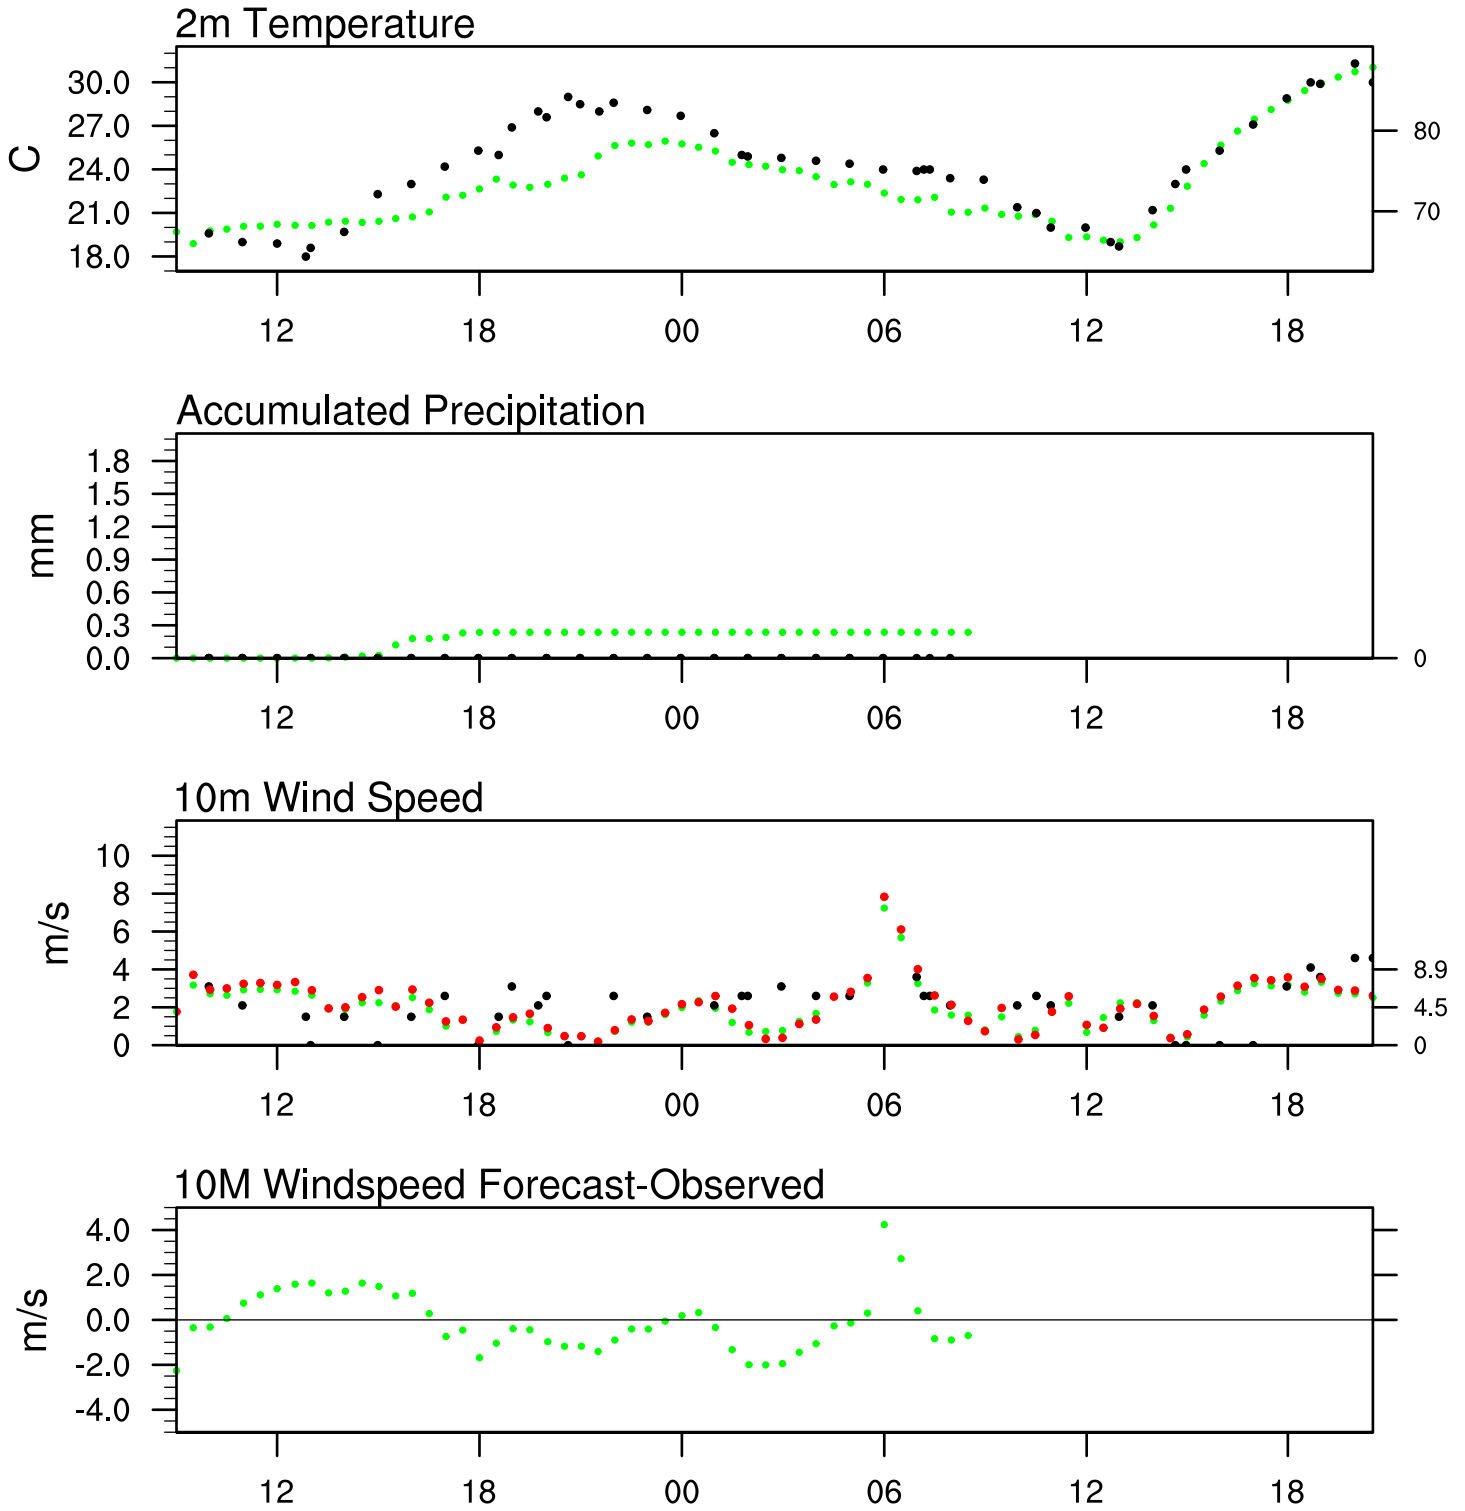 2m Temperature
30.0
27.0
24.0
21.0
18.0
C
80
70
12 18 00 06 12 18
Accumulated Precipitation
1.8
1.5
1.2
0.9
0.6
0.3
0.0
mm
0
12 18 00 06 12 18
10m Wind Speed
10
8
6
4
2
0
m/s
8.9
4.5
0
12 18 00 06 12 18
10M Windspeed Forecast-Observed
4.0
2.0
0.0
-2.0
-4.0
m/s
12 18 00 06 12 18